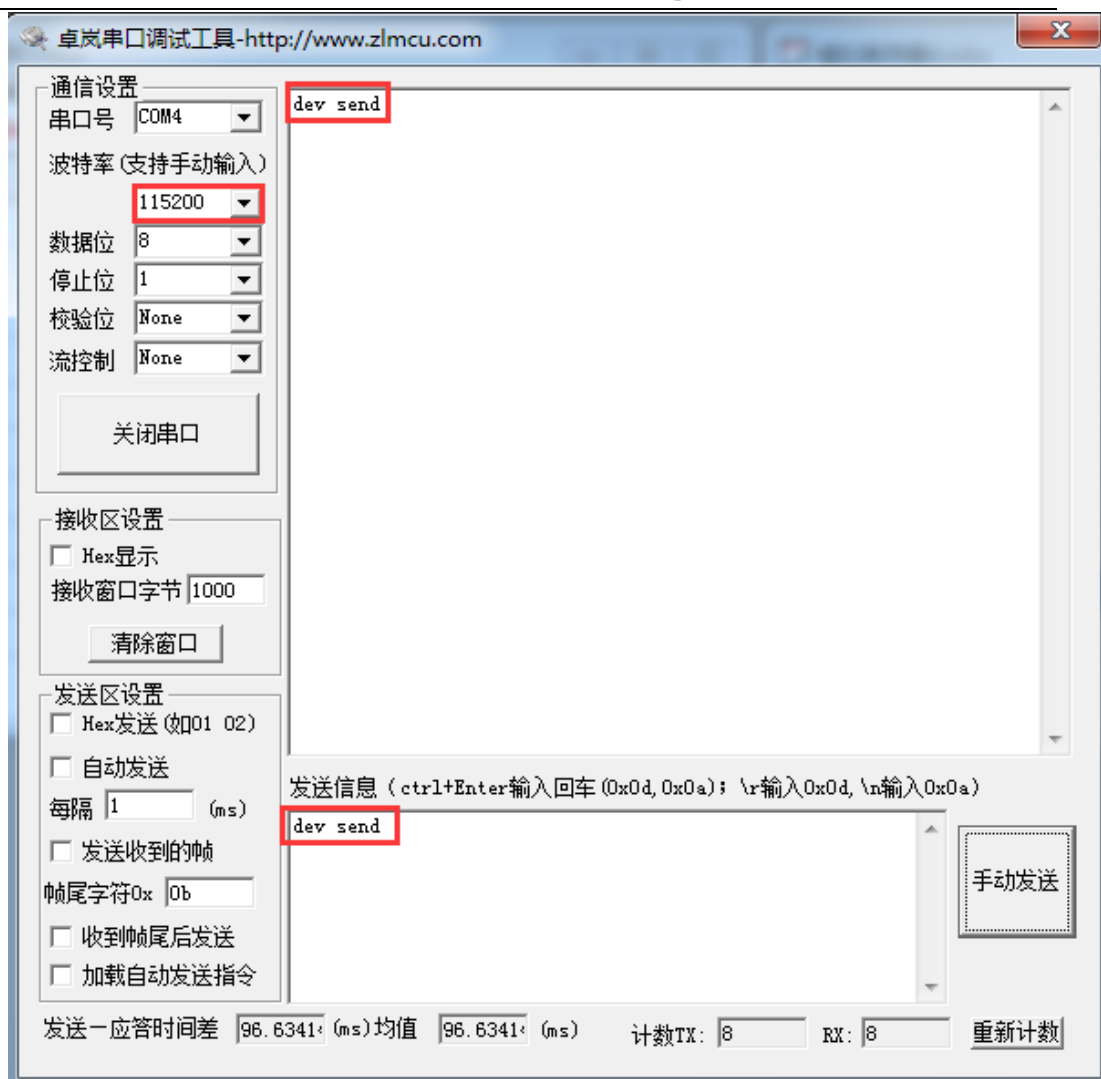 卓岚串口调试工具-http://www.zlmcu.com
通信设置
串口号 COM4
波特率(支持手动输入)
115200
数据位 8
停止位 1
校验位 None
流控制 None
关闭串口
接收区设置
Hex显示
接收窗口字节 1000
清除窗口
发送区设置
Hex发送(如01 02)
自动发送
每隔 1 (ms)
发送收到的帧
帧尾字符0x 0b
收到帧尾后发送
加载自动发送指令
dev send
发送信息（ctrl+Enter输入回车(0x0d,0x0a); \r输入0x0d, \n输入0x0a）
dev send
手动发送
发送一应答时间差 96.6341 (ms)均值 96.6341 (ms) 计数TX: 8 RX: 8 重新计数